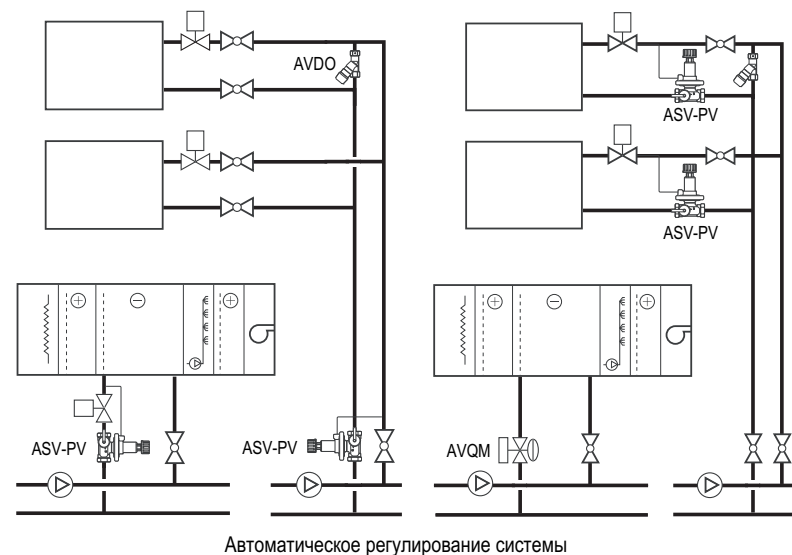 AVDO
ASV-PV
ASV-PV
ASV-PV
ASV-PV
AVQM
Автоматическое регулирование системы